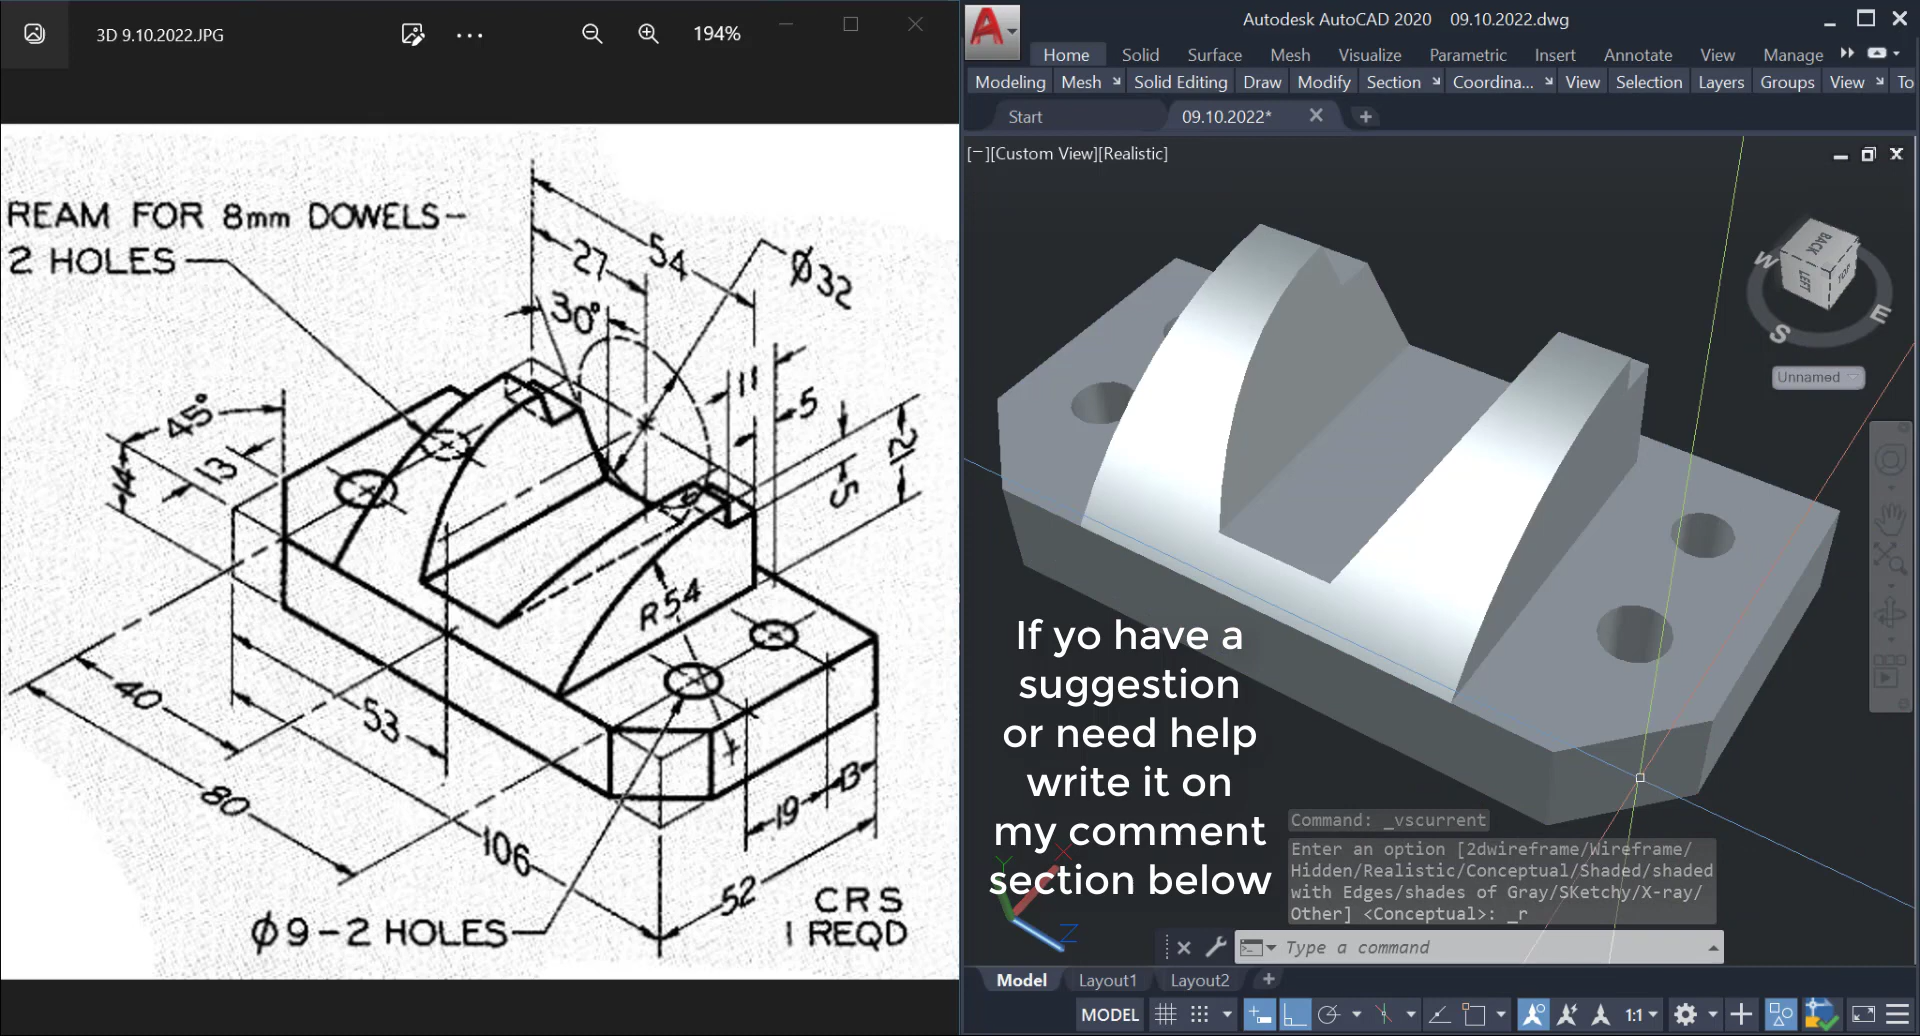 3D 9.10.2022.JPG
194%
REAM FOR 8mm DOWELS-
2 HOLES
54
27
30°
Ø32
11
5
5
21
45°
13
14
R54
40
53
80
106
19
13
52
Ø9-2 HOLES
CRS
1 REQD
Autodesk AutoCAD 2020 09.10.2022.dwg
Home Solid Surface Mesh Visualize Parametric Insert Annotate View Manage
Modeling Mesh Solid Editing Draw Modify Section Coordina... View Selection Layers Groups View To
Start 09.10.2022*
[−][Custom View][Realistic]
BACK
LEFT
TOP
W
S
E
Unnamed
If yo have a
suggestion
or need help
write it on
my comment
section below
Y
X
Z
Command: _vscurrent
Enter an option [2dwireframe/Wireframe/
Hidden/Realistic/Conceptual/Shaded/shaded
with Edges/shades of Gray/SKetchy/X-ray/
Other] <Conceptual>: _r
Type a command
Model Layout1 Layout2
MODEL 1:1